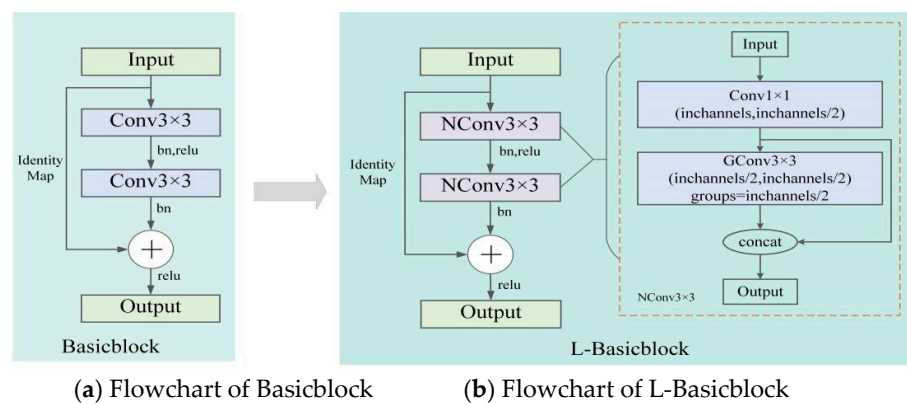 Input
Conv3×3
bn,relu
Identity
Map
Conv3×3
bn
+
relu
Output
Basicblock
Input
NConv3×3
bn,relu
Identity
Map
NConv3×3
bn
+
relu
Output
L-Basicblock
Input
Conv1×1
(inchannels,inchannels/2)
GConv3×3
(inchannels/2,inchannels/2)
groups=inchannels/2
concat
Output
NConv3×3
(a) Flowchart of Basicblock
(b) Flowchart of L-Basicblock